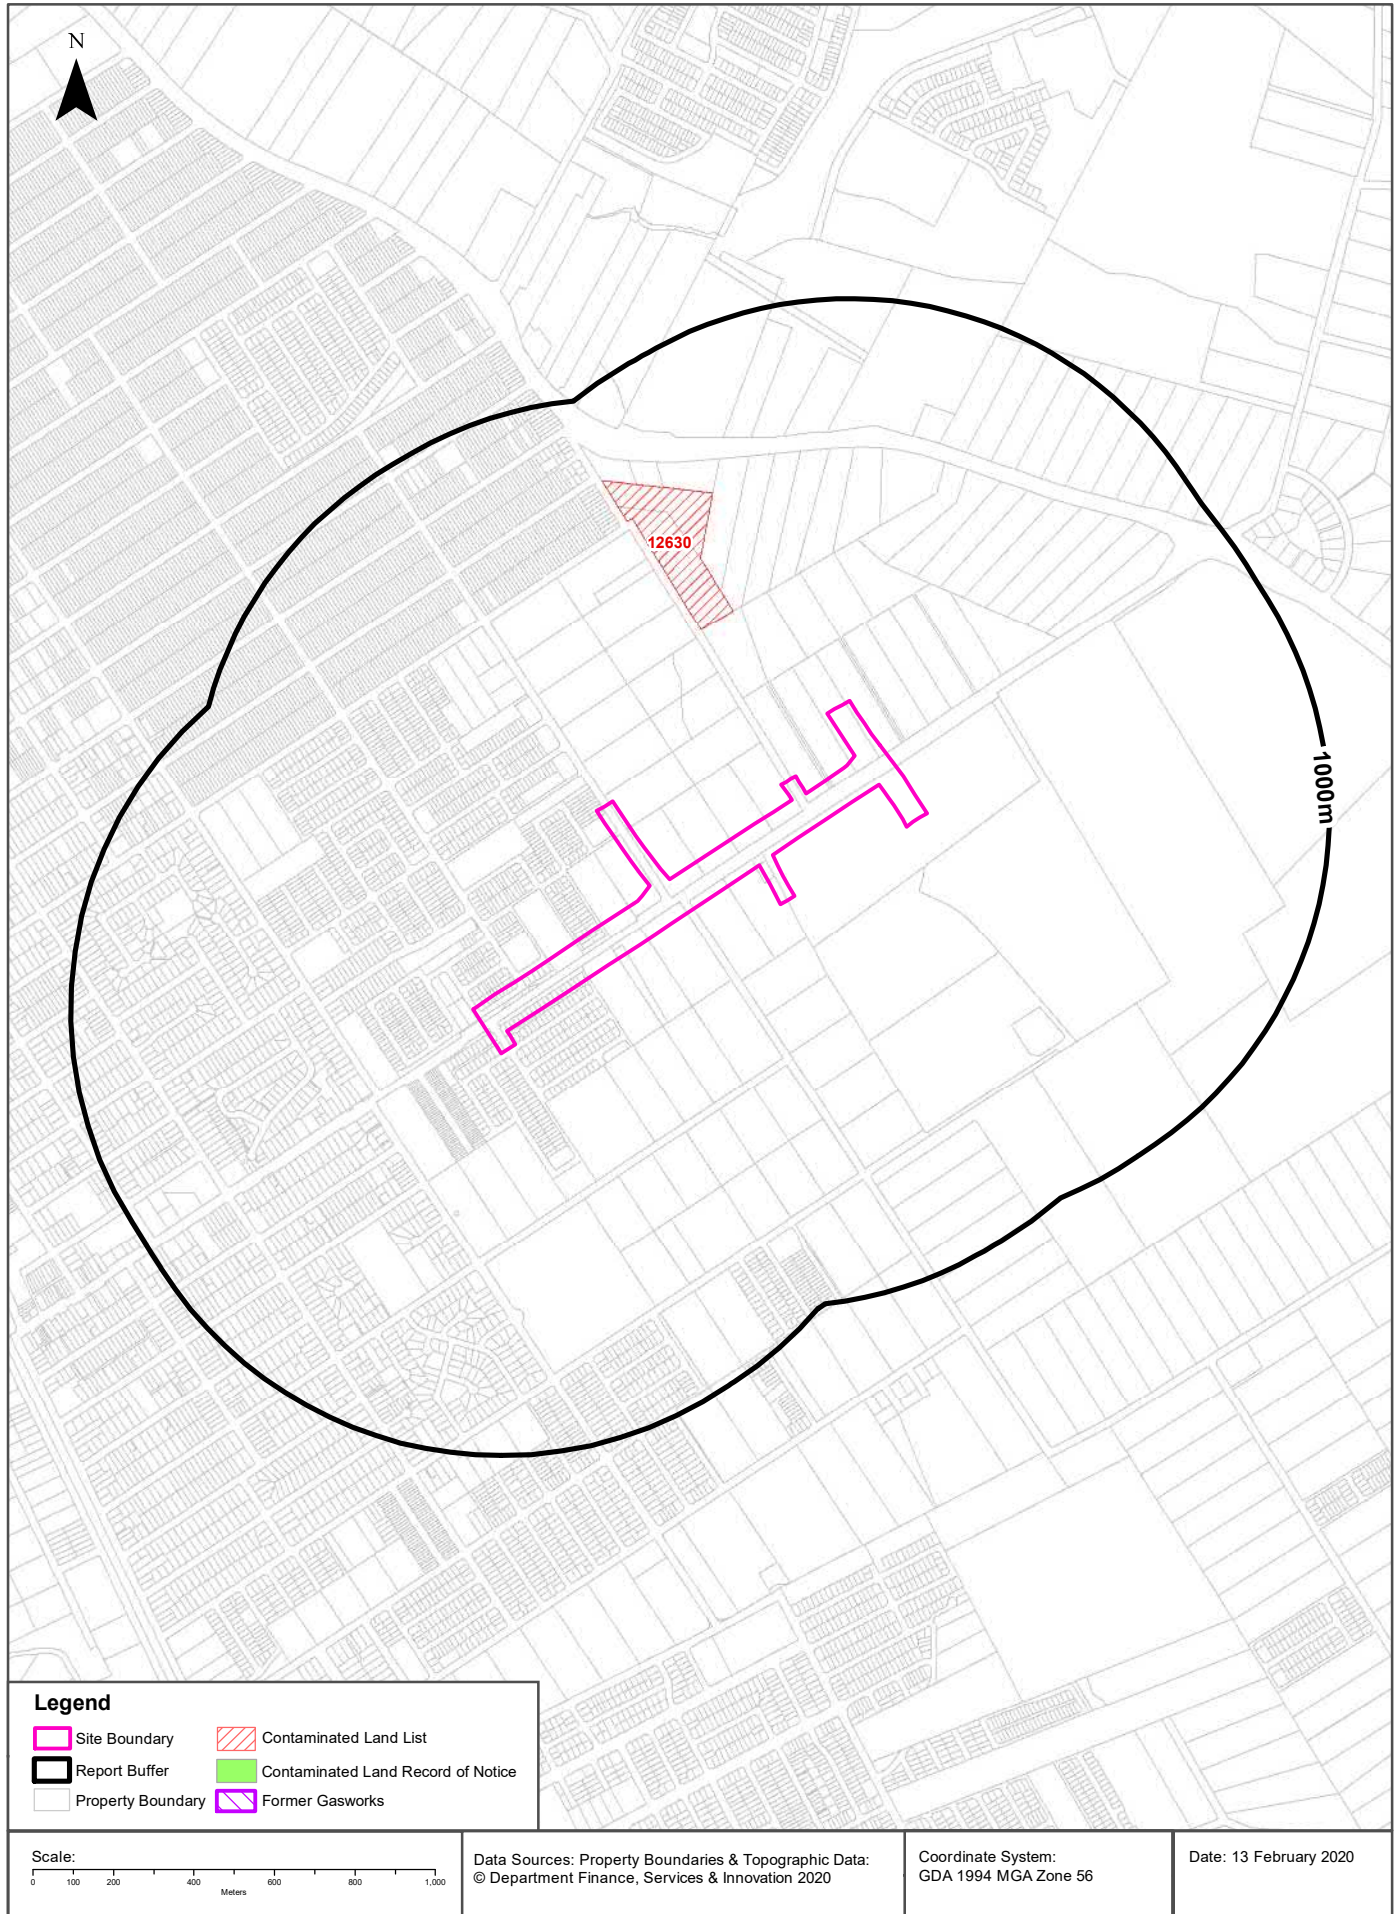 N
12630
1000m
Legend
Site Boundary
Contaminated Land List
Report Buffer
Contaminated Land Record of Notice
Property Boundary
Former Gasworks
Scale:
0 100 200 400 600 800 1,000
Meters
Data Sources: Property Boundaries & Topographic Data:
© Department Finance, Services & Innovation 2020
Coordinate System:
GDA 1994 MGA Zone 56
Date: 13 February 2020